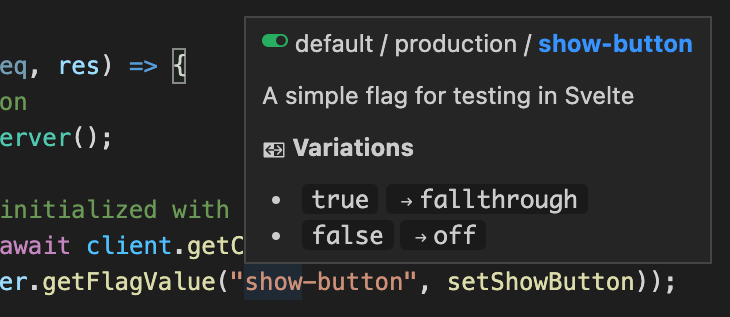 default / production / show-button
eq, res) => {
A simple flag for testing in Svelte
on
erver();
Variations
true → fallthrough
initialized with
false → off
await client.getC
er.getFlagValue("show-button", setShowButton));